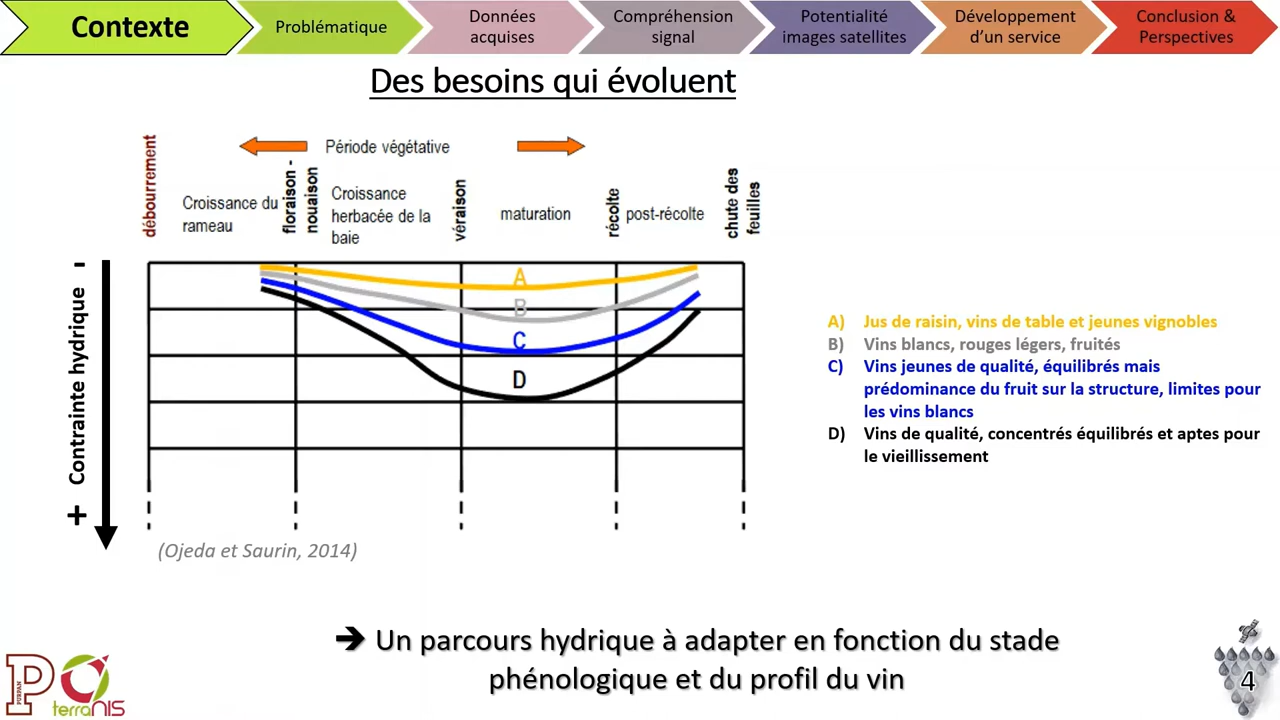 Contexte
Problématique
Données
acquises
Compréhension
signal
Potentialité
images satellites
Développement
d'un service
Conclusion &
Perspectives
Des besoins qui évoluent
Période végétative
débourrement
Croissance du
rameau
floraison -
nouaison
Croissance
herbacée de la
baie
véraison
maturation
récolte
post-récolte
chute des
feuilles
-
Contrainte hydrique
+
A
B
C
D
A) Jus de raisin, vins de table et jeunes vignobles
B) Vins blancs, rouges légers, fruités
C) Vins jeunes de qualité, équilibrés mais
prédominance du fruit sur la structure, limites pour
les vins blancs
D) Vins de qualité, concentrés équilibrés et aptes pour
le vieillissement
(Ojeda et Saurin, 2014)
➔ Un parcours hydrique à adapter en fonction du stade
phénologique et du profil du vin
PURPAN
terraNIS
4